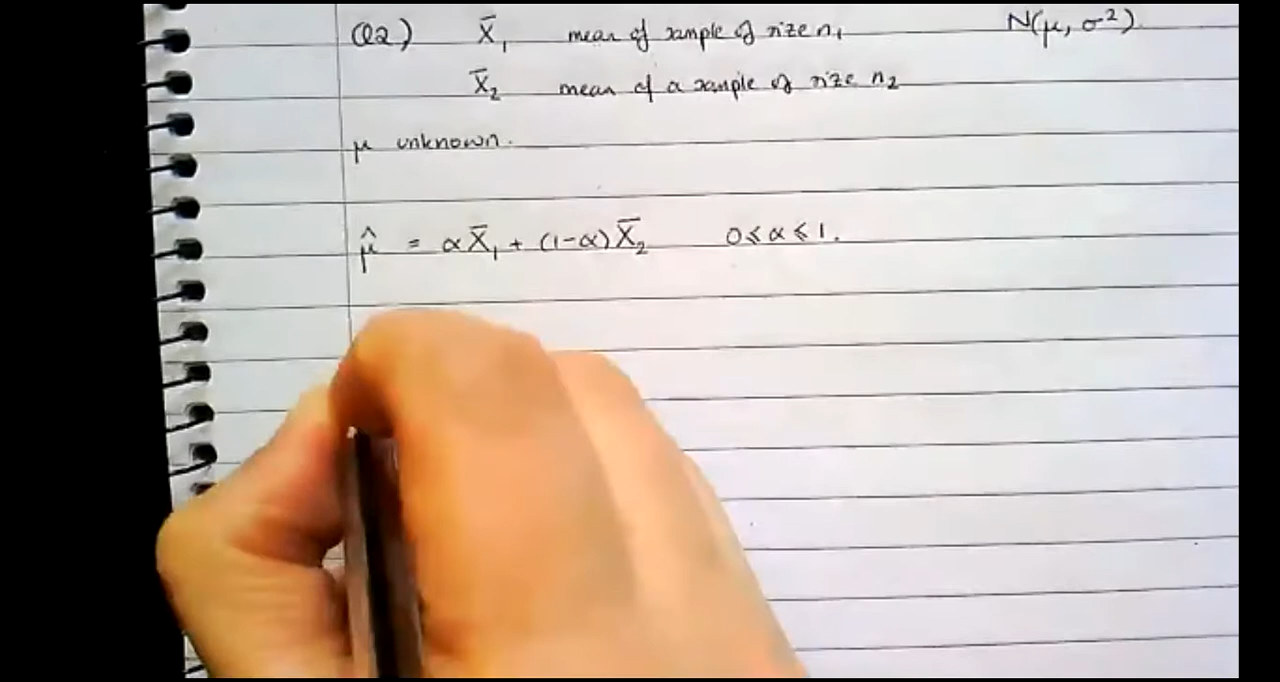 Q2) X̄₁ mean of sample of size n₁ N(μ, σ²).
X̄₂ mean of a sample of size n₂
μ unknown.
μ̂ = αX̄₁ + (1-α)X̄₂ 0≤α≤1.